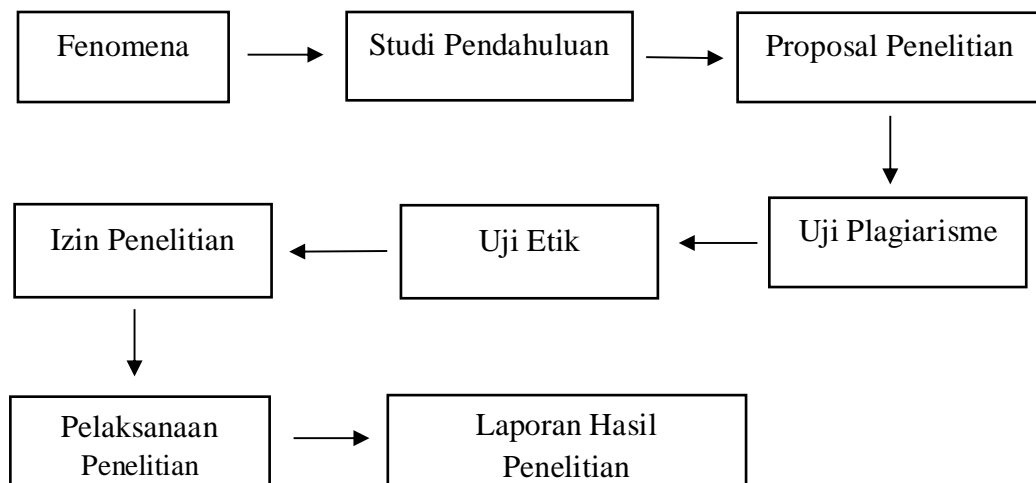 Fenomena
Studi Pendahuluan
Proposal Penelitian
Uji Plagiarisme
Uji Etik
Izin Penelitian
Pelaksanaan
Penelitian
Laporan Hasil
Penelitian